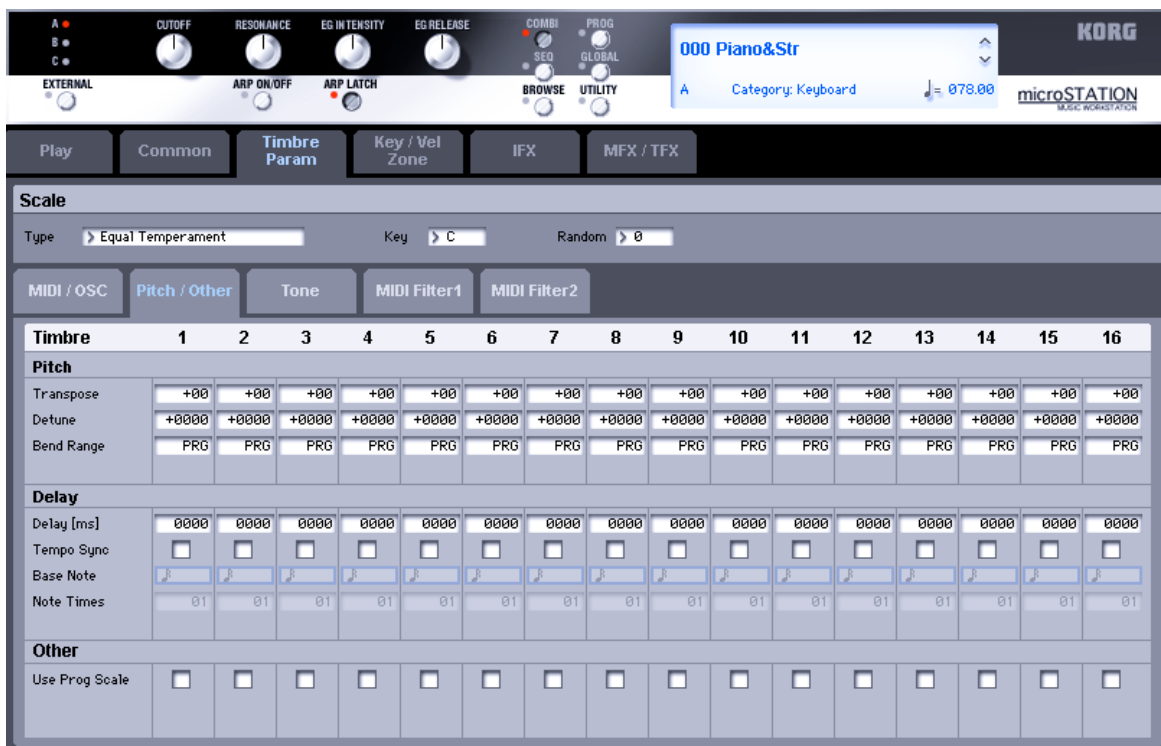 A CUTOFF RESONANCE EG INTENSITY EG RELEASE COMBI PROG
B
C
SEQ GLOBAL
EXTERNAL ARP ON/OFF ARP LATCH BROWSE UTILITY
000 Piano&Str
A Category: Keyboard ♩= 078.00
KORG
microSTATION
MUSIC WORKSTATION
Play Common Timbre Param Key / Vel Zone IFX MFX / TFX
Scale
Type Equal Temperament Key C Random 0
MIDI / OSC Pitch / Other Tone MIDI Filter1 MIDI Filter2
Timbre 1 2 3 4 5 6 7 8 9 10 11 12 13 14 15 16
Pitch
Transpose +00 +00 +00 +00 +00 +00 +00 +00 +00 +00 +00 +00 +00 +00 +00 +00
Detune +0000 +0000 +0000 +0000 +0000 +0000 +0000 +0000 +0000 +0000 +0000 +0000 +0000 +0000 +0000 +0000
Bend Range PRG PRG PRG PRG PRG PRG PRG PRG PRG PRG PRG PRG PRG PRG PRG PRG
Delay
Delay [ms] 0000 0000 0000 0000 0000 0000 0000 0000 0000 0000 0000 0000 0000 0000 0000 0000
Tempo Sync
Base Note
Note Times 01 01 01 01 01 01 01 01 01 01 01 01 01 01 01 01
Other
Use Prog Scale